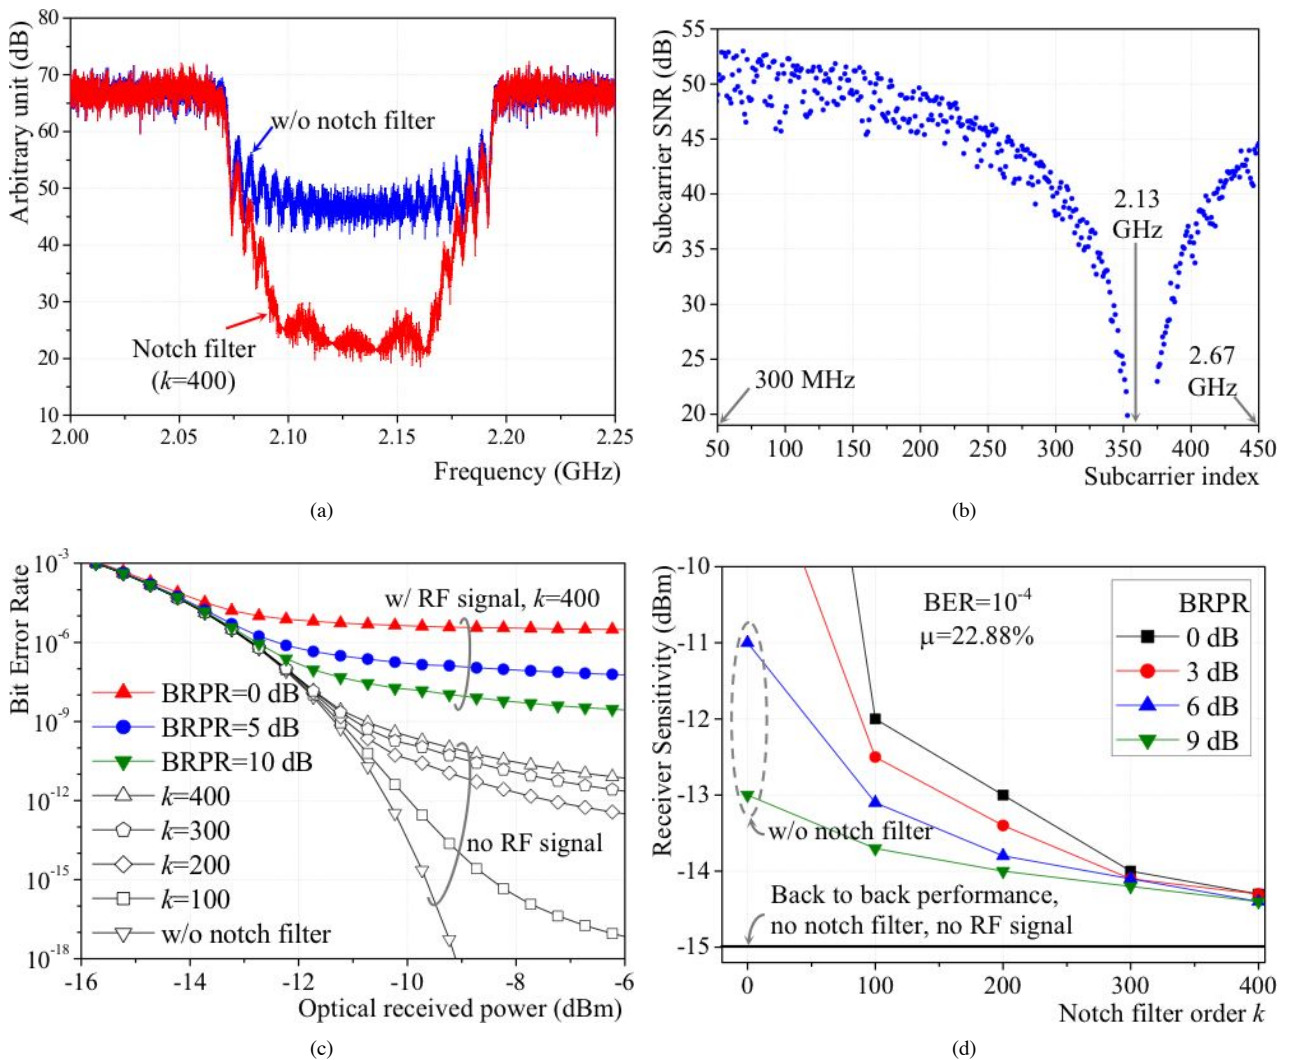 80
70
60
50
40
30
20
10
Arbitrary unit (dB)
w/o notch filter
Notch filter
(k=400)
2.00 2.05 2.10 2.15 2.20 2.25
Frequency (GHz)
(a)
55
50
45
40
35
30
25
20
Subcarrier SNR (dB)
2.13
GHz
2.67
GHz
300 MHz
50 100 150 200 250 300 350 400 450
Subcarrier index
(b)
10-3
10-6
10-9
10-12
10-15
10-18
Bit Error Rate
w/ RF signal, k=400
BRPR=0 dB
BRPR=5 dB
BRPR=10 dB
k=400
k=300
k=200
k=100
w/o notch filter
no RF signal
-16 -14 -12 -10 -8 -6
Optical received power (dBm)
(c)
-10
-11
-12
-13
-14
-15
Receiver Sensitivity (dBm)
BER=10-4
μ=22.88%
BRPR
0 dB
3 dB
6 dB
9 dB
w/o notch filter
Back to back performance,
no notch filter, no RF signal
0 100 200 300 400
Notch filter order k
(d)